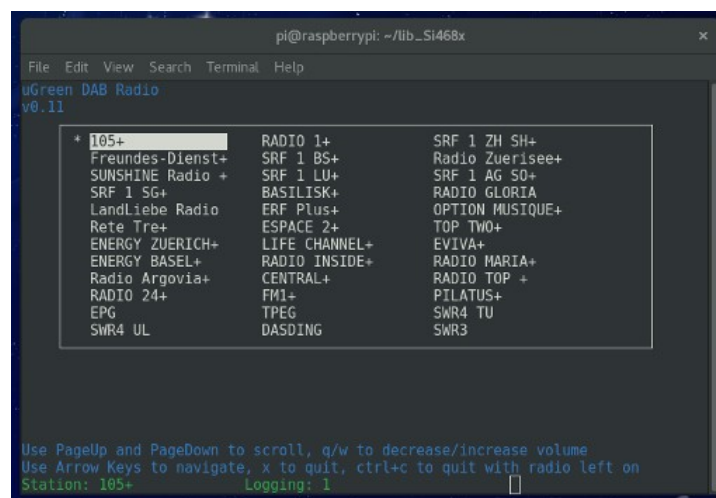 pi@raspberrypi: ~/lib_Si468x ×
File Edit View Search Terminal Help
uGreen DAB Radio
v0.11
* 105+ RADIO 1+ SRF 1 ZH SH+
Freundes-Dienst+ SRF 1 BS+ Radio Zuerisee+
SUNSHINE Radio + SRF 1 LU+ SRF 1 AG SO+
SRF 1 SG+ BASILISK+ RADIO GLORIA
LandLiebe Radio ERF Plus+ OPTION MUSIQUE+
Rete Tre+ ESPACE 2+ TOP TWO+
ENERGY ZUERICH+ LIFE CHANNEL+ EVIVA+
ENERGY BASEL+ RADIO INSIDE+ RADIO MARIA+
Radio Argovia+ CENTRAL+ RADIO TOP +
RADIO 24+ FM1+ PILATUS+
EPG TPEG SWR4 TU
SWR4 UL DASDING SWR3
Use PageUp and PageDown to scroll, q/w to decrease/increase volume
Use Arrow Keys to navigate, x to quit, ctrl+c to quit with radio left on
Station: 105+ Logging: 1